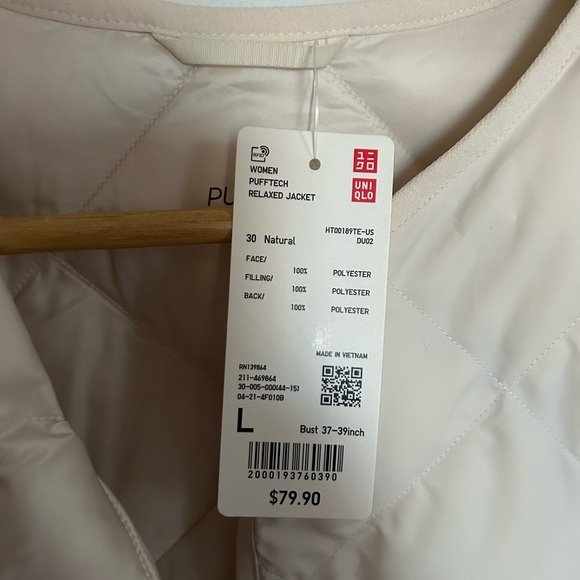 RFID
WOMEN
PUFFTECH
RELAXED JACKET
ユニ
クロ
UNI
QLO
PU
30 Natural
HT00189TE-US
DU02
FACE/
100% POLYESTER
FILLING/
100% POLYESTER
BACK/
100% POLYESTER
MADE IN VIETNAM
RN139864
211-469864
30-005-000(44-15)
04-21-4F010B
L Bust 37-39inch
2000193760390
$79.90